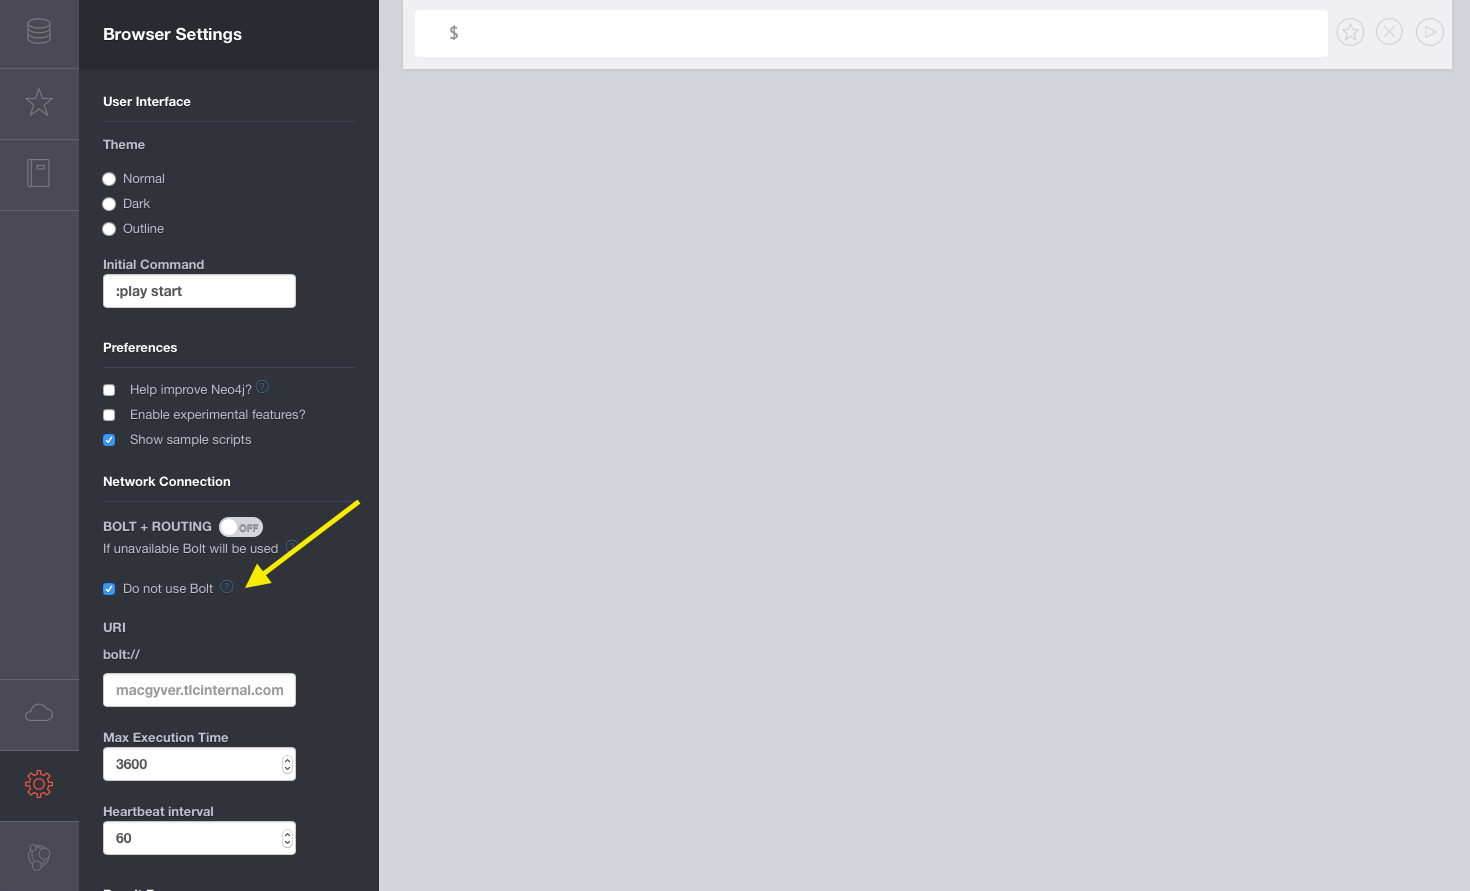 Browser Settings
$
User Interface
Theme
Normal
Dark
Outline
Initial Command
:play start
Preferences
Help improve Neo4j? ?
Enable experimental features?
Show sample scripts
Network Connection
BOLT + ROUTING OFF
If unavailable Bolt will be used ?
Do not use Bolt ?
URI
bolt://
macgyver.tlcinternal.com
Max Execution Time
3600
Heartbeat interval
60